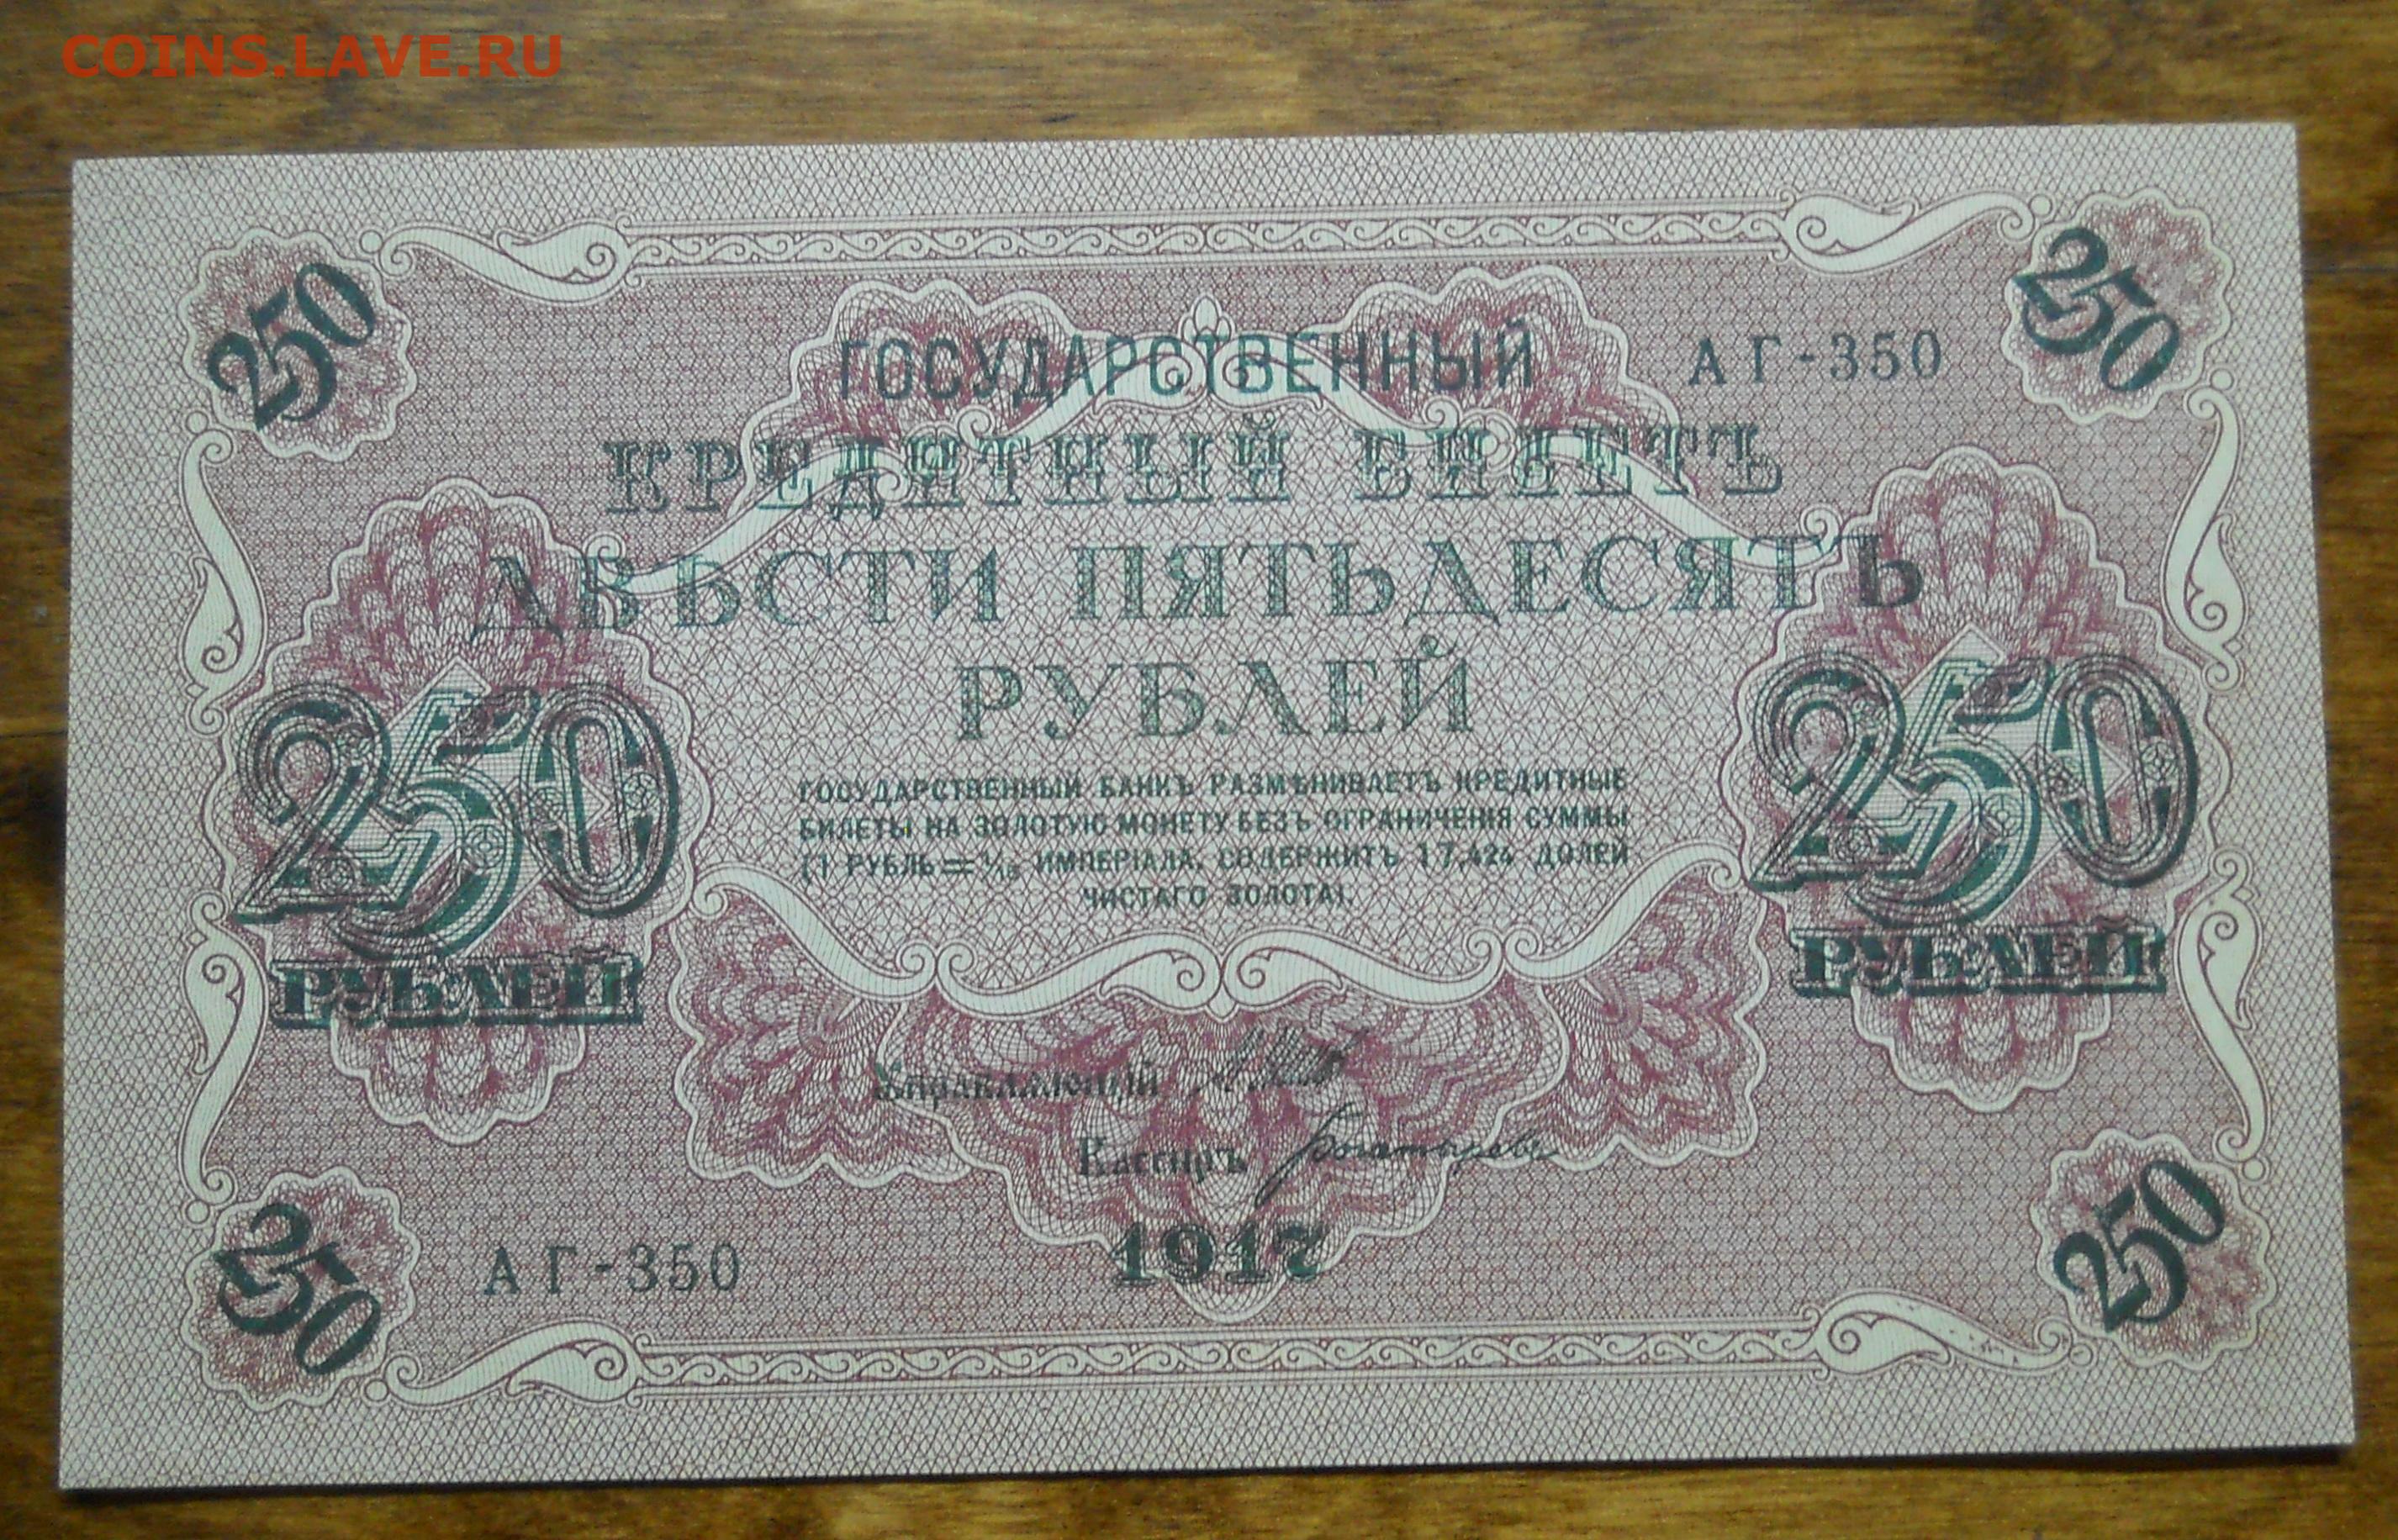 COINS.LAVE.RU
250
250
ГОСУДАРСТВЕННЫЙ
АГ-350
КРЕДИТНЫЙ БИЛЕТЪ
ДВѢСТИ ПЯТЬДЕСЯТЪ
РУБЛЕЙ
250
РУБЛЕЙ
250
РУБЛЕЙ
ГОСУДАРСТВЕННЫЙ БАНКЪ РАЗМѢНИВАЕТЪ КРЕДИТНЫЕ
БИЛЕТЫ НА ЗОЛОТУЮ МОНЕТУ БЕЗЪ ОГРАНИЧЕНІЯ СУММЫ
(1 РУБЛЬ = 1/15 ИМПЕРІАЛА, СОДЕРЖИТЪ 17,424 ДОЛЕЙ
ЧИСТАГО ЗОЛОТА).
Управляющій
Кассиръ
1917
АГ-350
250
250